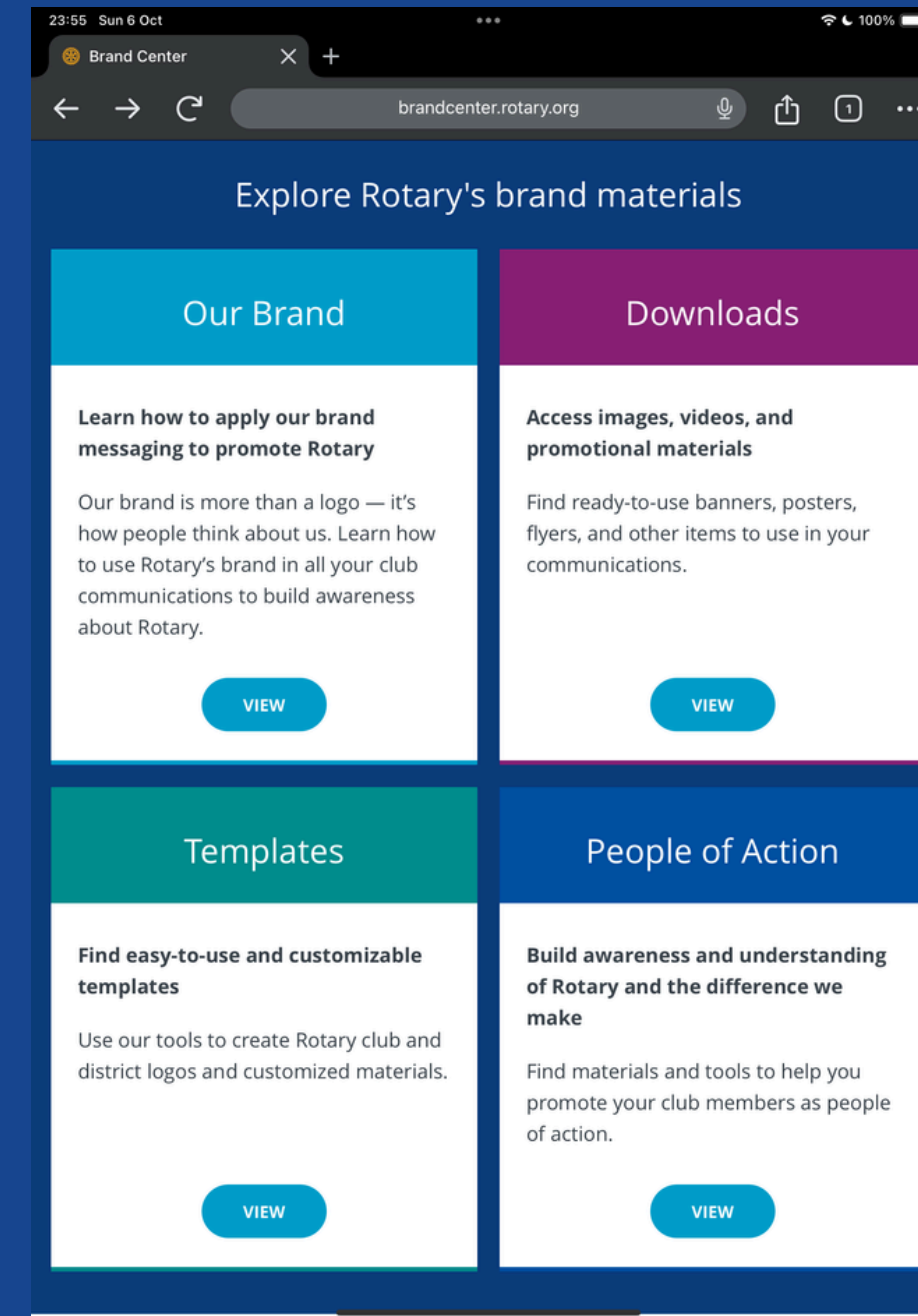 23:55 Sun 6 Oct
100%
Brand Center
brandcenter.rotary.org
1
Explore Rotary's brand materials
Our Brand
Learn how to apply our brand
messaging to promote Rotary
Our brand is more than a logo — it's
how people think about us. Learn how
to use Rotary's brand in all your club
communications to build awareness
about Rotary.
VIEW
Downloads
Access images, videos, and
promotional materials
Find ready-to-use banners, posters,
flyers, and other items to use in your
communications.
VIEW
Templates
Find easy-to-use and customizable
templates
Use our tools to create Rotary club and
district logos and customized materials.
VIEW
People of Action
Build awareness and understanding
of Rotary and the difference we
make
Find materials and tools to help you
promote your club members as people
of action.
VIEW